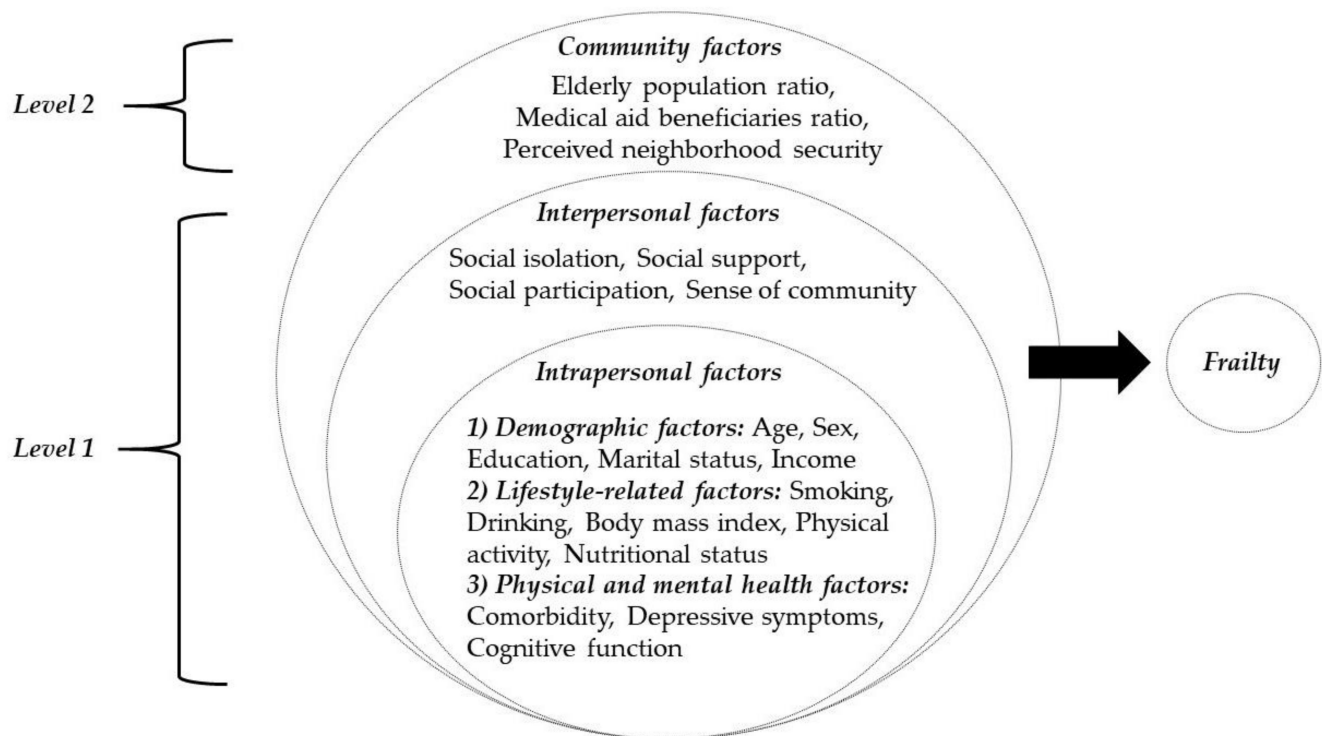 Community factors
Elderly population ratio,
Medical aid beneficiaries ratio,
Perceived neighborhood security
Level 2
Interpersonal factors
Social isolation, Social support,
Social participation, Sense of community
Intrapersonal factors
1) Demographic factors: Age, Sex,
Education, Marital status, Income
2) Lifestyle-related factors: Smoking,
Drinking, Body mass index, Physical
activity, Nutritional status
3) Physical and mental health factors:
Comorbidity, Depressive symptoms,
Cognitive function
Level 1
Frailty